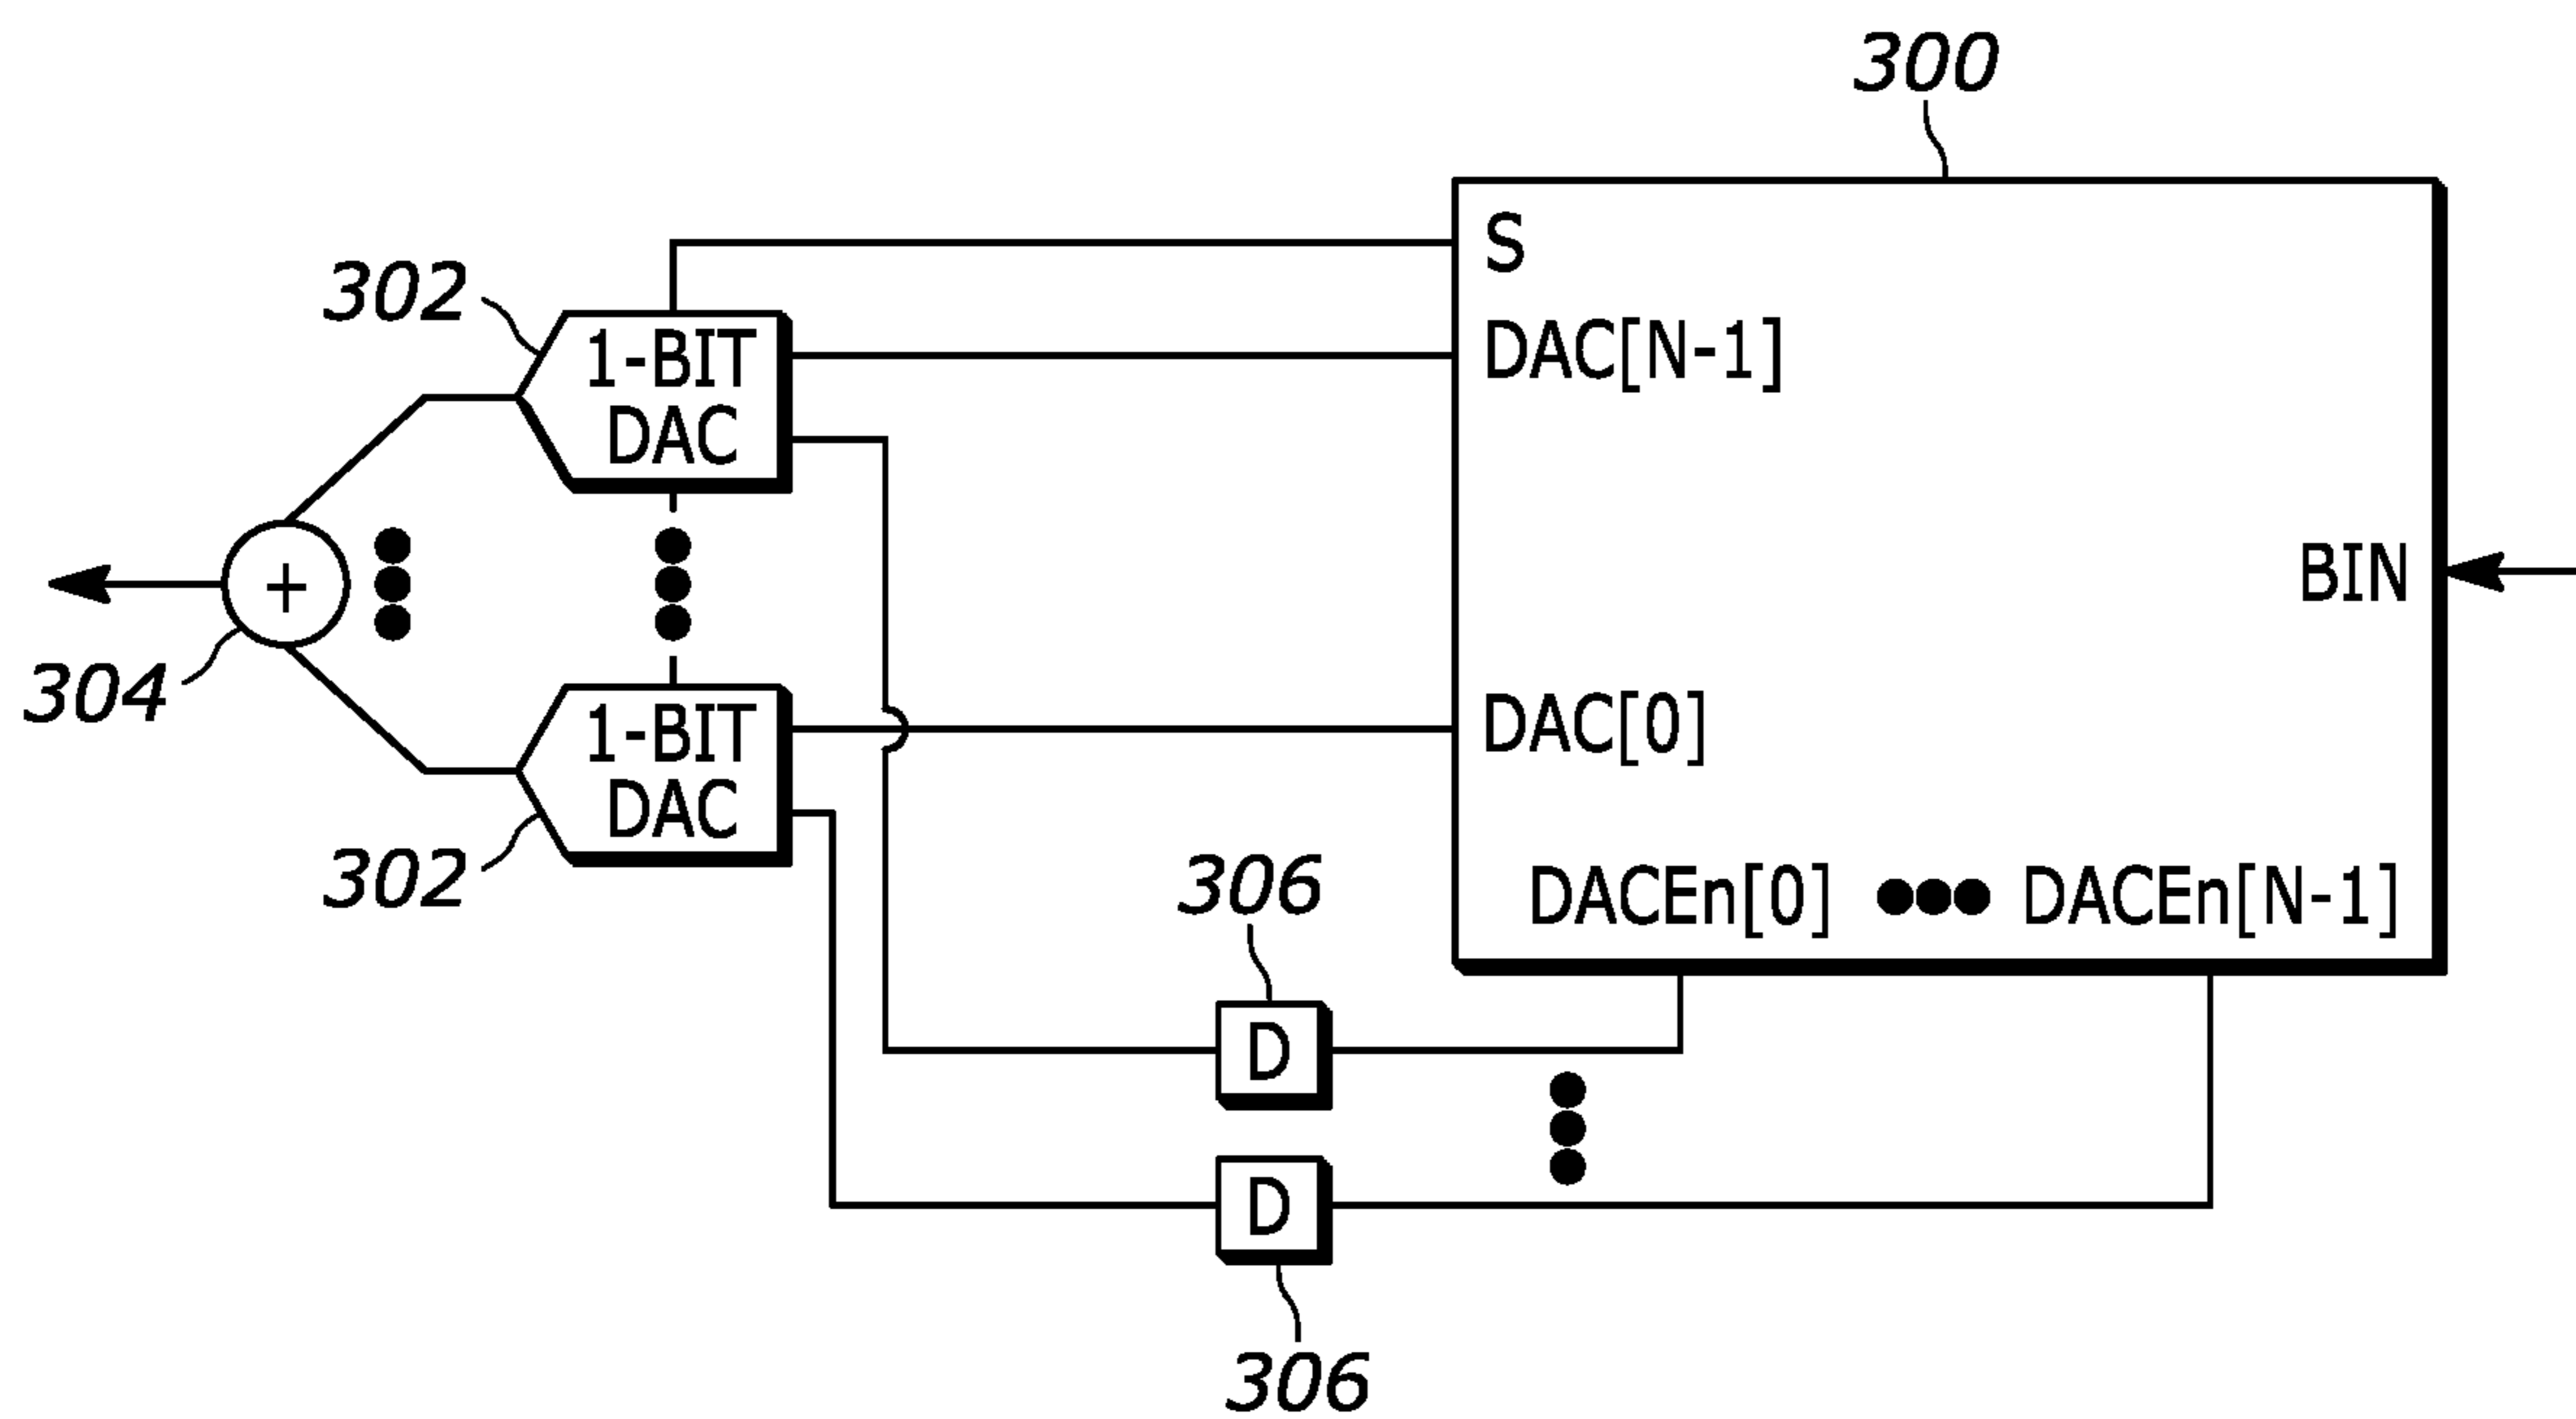 300
S
302
DAC[N-1]
1-BIT
DAC
BIN
+
304
DAC[0]
1-BIT
DAC
302
306
DACEn[0] ●●● DACEn[N-1]
D
D
306